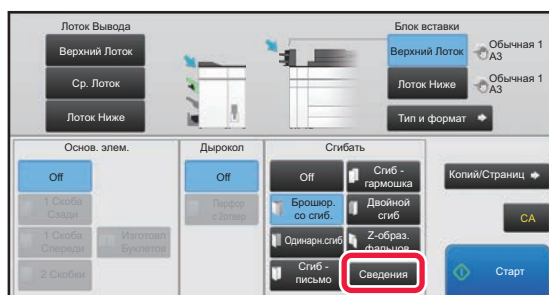 Лоток Вывода
Блок вставки
Верхний Лоток
Ср. Лоток
Лоток Ниже
Верхний Лоток
Обычная 1
A3
Лоток Ниже
Обычная 1
A3
Тип и формат
Основ. элем.
Дырокол
Сгибать
Off
1 Скоба
Сзади
1 Скоба
Спереди
Изготовл
Буклетов
2 Скобки
Off
Перфор
с 2отвер
Off
Сгиб -
гармошка
Брошюр.
со сгиб.
Двойной
сгиб
Одинарн.сгиб
Z-образ.
фальцов
Сгиб -
письмо
Сведения
Копий/Страниц
CA
Старт